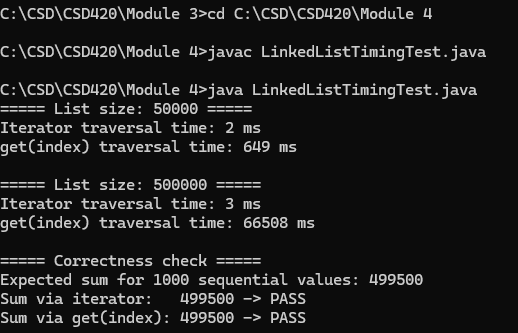 C:\CSD\CSD420\Module 3>cd C:\CSD\CSD420\Module 4
C:\CSD\CSD420\Module 4>javac LinkedListTimingTest.java
C:\CSD\CSD420\Module 4>java LinkedListTimingTest.java
===== List size: 50000 =====
Iterator traversal time: 2 ms
get(index) traversal time: 649 ms
===== List size: 500000 =====
Iterator traversal time: 3 ms
get(index) traversal time: 66508 ms
===== Correctness check =====
Expected sum for 1000 sequential values: 499500
Sum via iterator:   499500 -> PASS
Sum via get(index): 499500 -> PASS